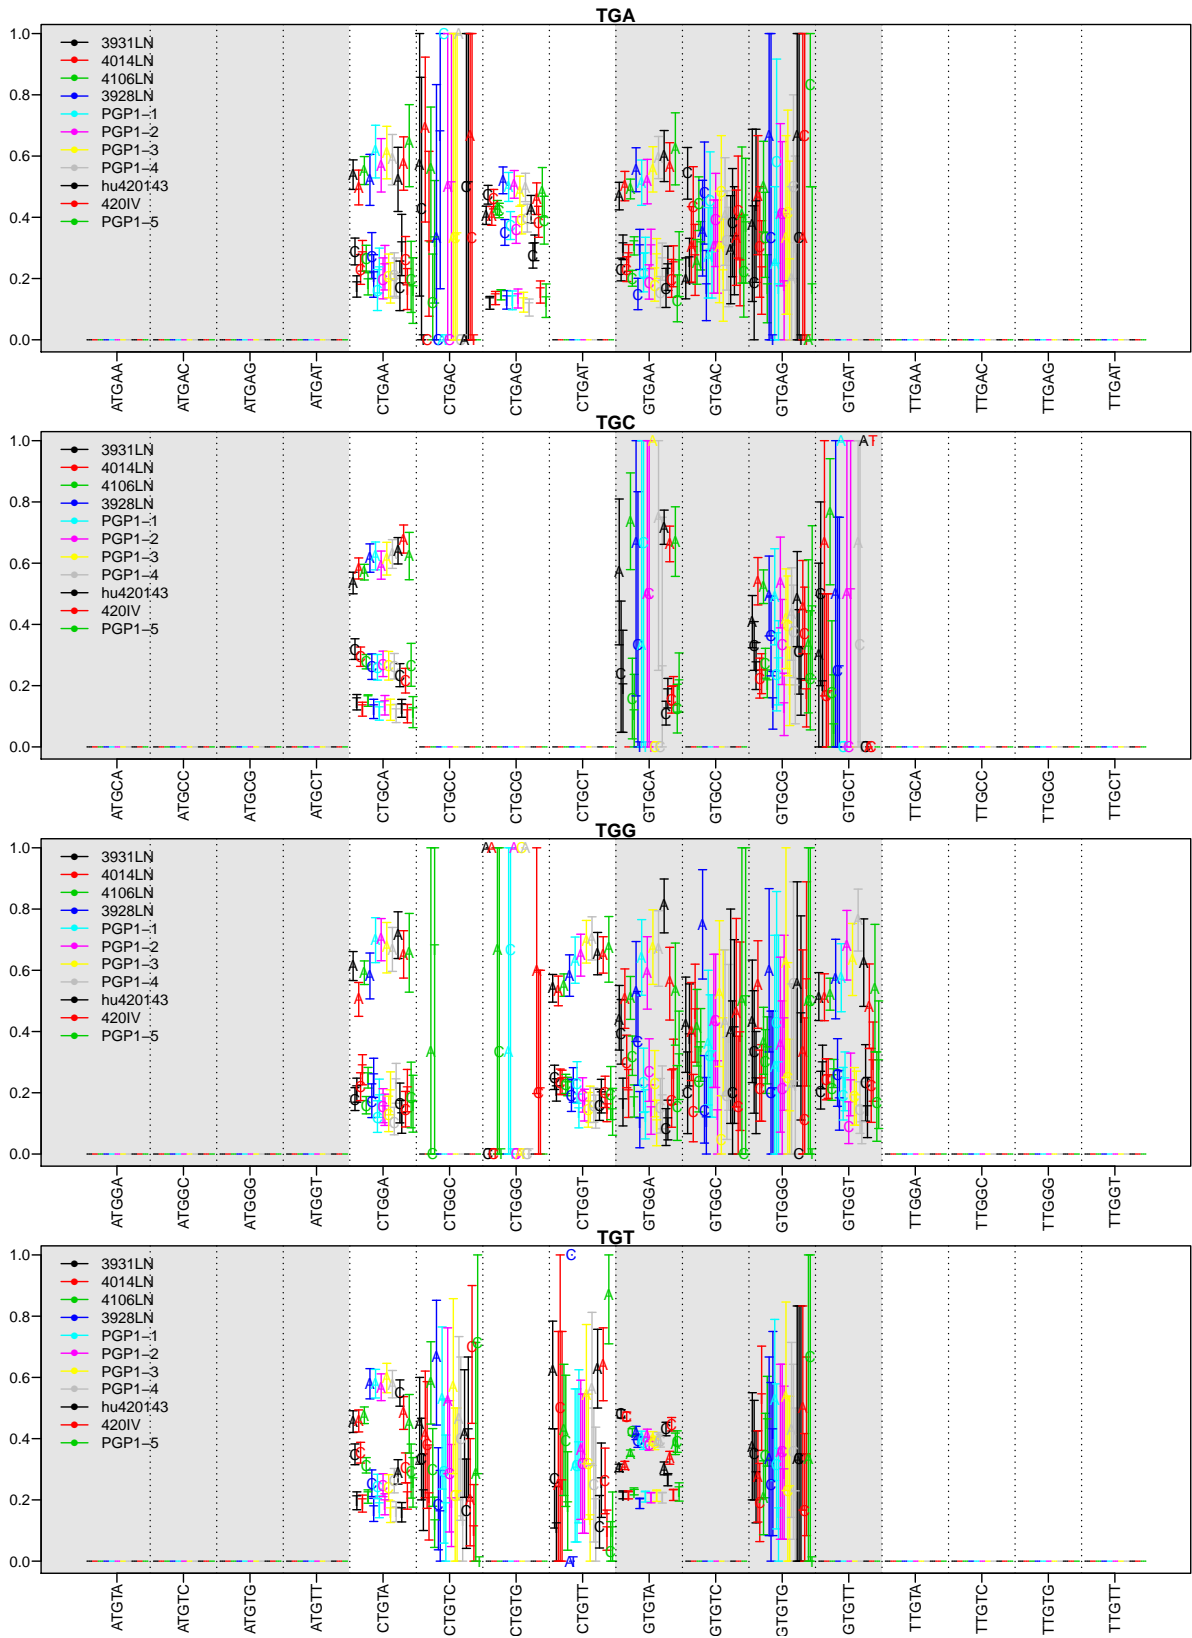 TGA
1.0
0.8
0.6
0.4
0.2
0.0
3931LN
4014LN
4106LN
3928LN
PGP1–1
PGP1–2
PGP1–3
PGP1–4
hu420143
420IV
PGP1–5
ATGAA ATGAC ATGAG ATGAT CTGAA CTGAC CTGAG CTGAT GTGAA GTGAC GTGAG GTGAT TTGAA TTGAC TTGAG TTGAT
TGC
1.0
0.8
0.6
0.4
0.2
0.0
3931LN
4014LN
4106LN
3928LN
PGP1–1
PGP1–2
PGP1–3
PGP1–4
hu420143
420IV
PGP1–5
ATGCA ATGCC ATGCG ATGCT CTGCA CTGCC CTGCG CTGCT GTGCA GTGCC GTGCG GTGCT TTGCA TTGCC TTGCG TTGCT
TGG
1.0
0.8
0.6
0.4
0.2
0.0
3931LN
4014LN
4106LN
3928LN
PGP1–1
PGP1–2
PGP1–3
PGP1–4
hu420143
420IV
PGP1–5
ATGGA ATGGC ATGGG ATGGT CTGGA CTGGC CTGGG CTGGT GTGGA GTGGC GTGGG GTGGT TTGGA TTGGC TTGGG TTGGT
TGT
1.0
0.8
0.6
0.4
0.2
0.0
3931LN
4014LN
4106LN
3928LN
PGP1–1
PGP1–2
PGP1–3
PGP1–4
hu420143
420IV
PGP1–5
ATGTA ATGTC ATGTG ATGTT CTGTA CTGTC CTGTG CTGTT GTGTA GTGTC GTGTG GTGTT TTGTA TTGTC TTGTG TTGTT